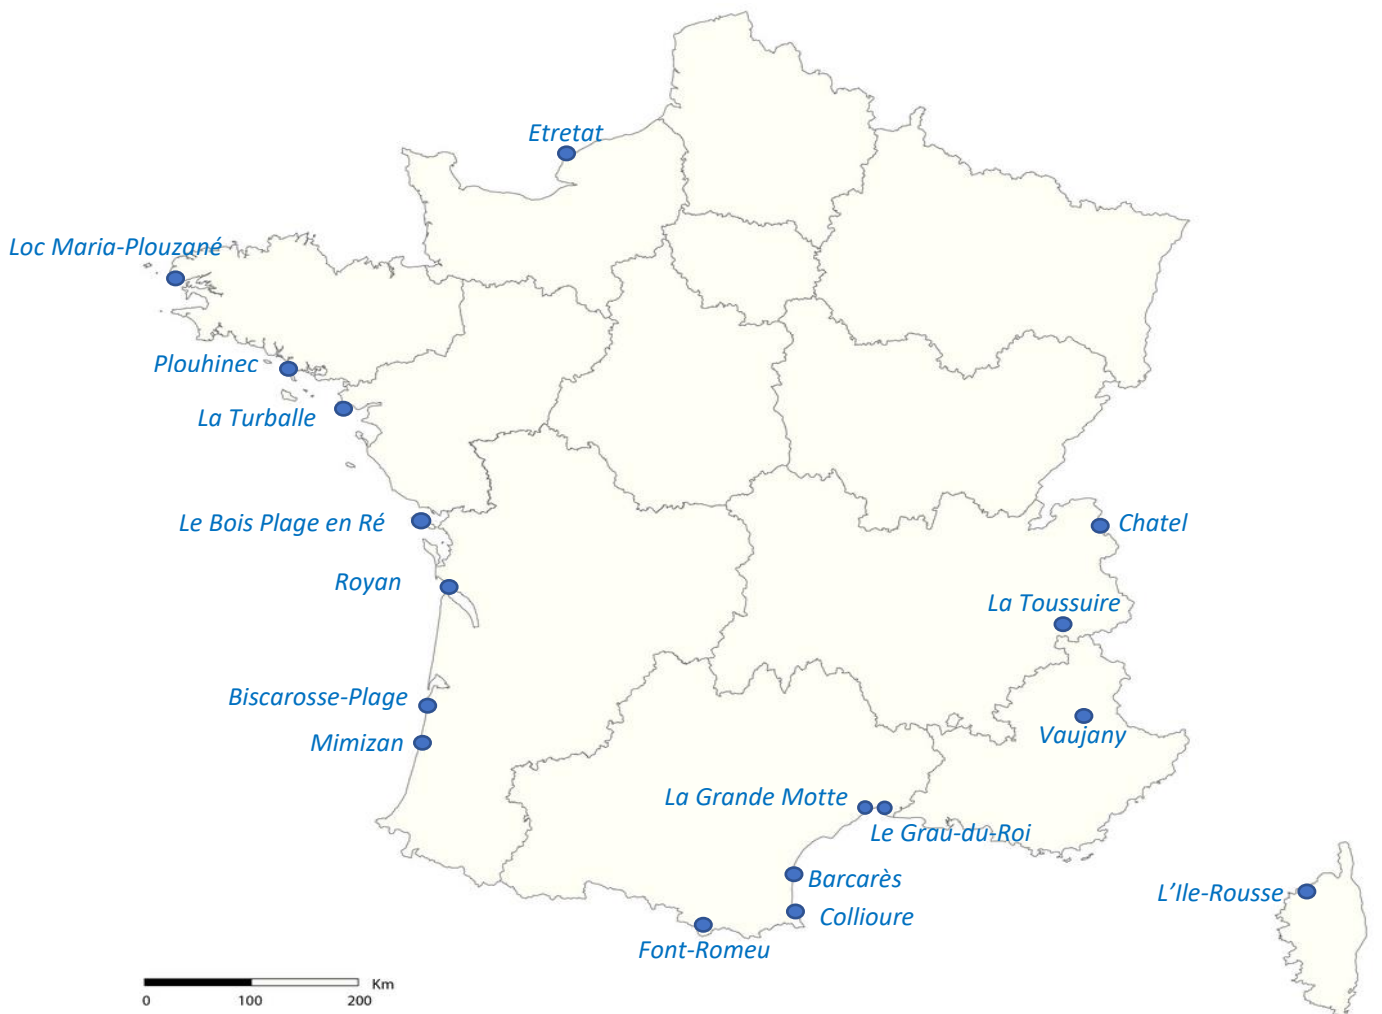 Etretat
Loc Maria-Plouzané
Plouhinec
La Turballe
Le Bois Plage en Ré
Chatel
Royan
La Toussuire
Biscarosse-Plage
Mimizan
Vaujany
La Grande Motte
Le Grau-du-Roi
Barcarès
L'Ile-Rousse
Collioure
Font-Romeu
Km
0 100 200